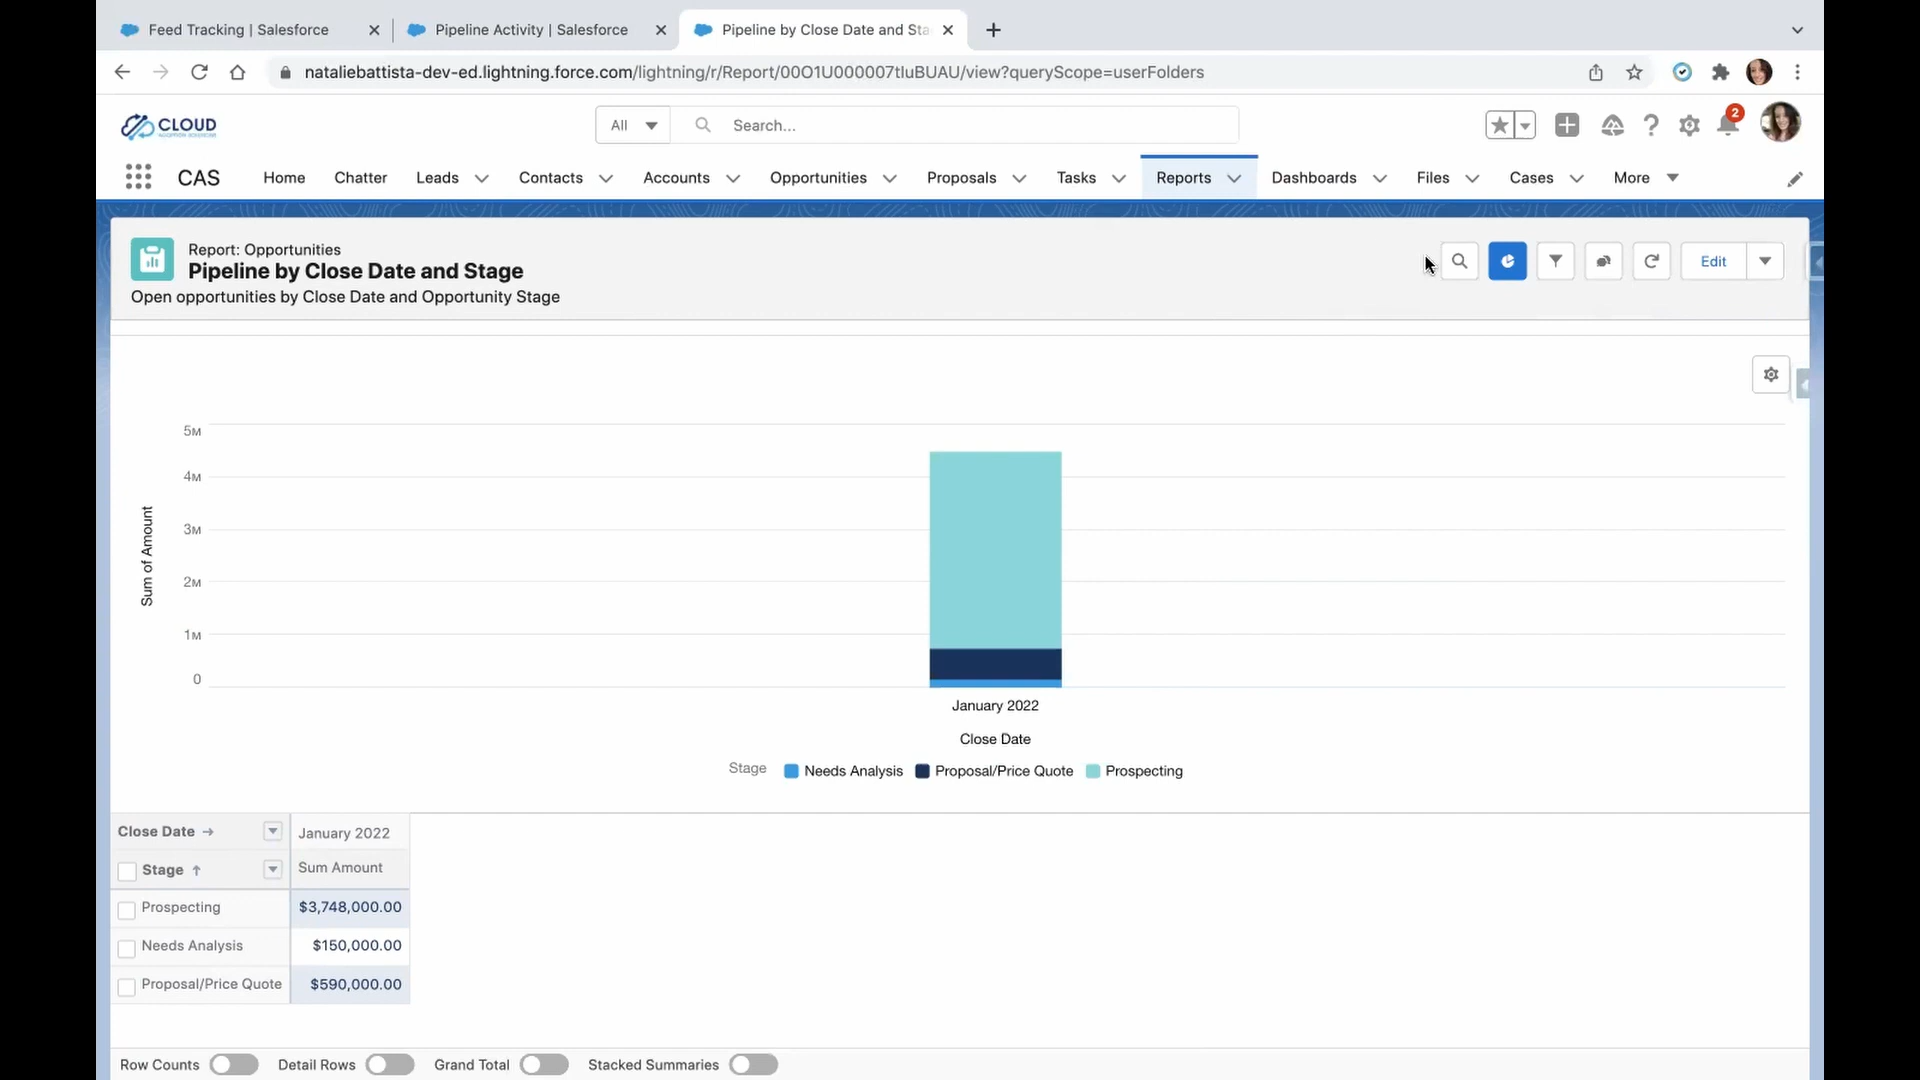 Feed Tracking | Salesforce
Pipeline Activity | Salesforce
Pipeline by Close Date and Sta
nataliebattista-dev-ed.lightning.force.com/lightning/r/Report/00O1U000007tIuBUAU/view?queryScope=userFolders
CLOUD
All
Search...
2
CAS
Home
Chatter
Leads
Contacts
Accounts
Opportunities
Proposals
Tasks
Reports
Dashboards
Files
Cases
More
Report: Opportunities
Pipeline by Close Date and Stage
Open opportunities by Close Date and Opportunity Stage
Edit
Sum of Amount
5M
4M
3M
2M
1M
0
January 2022
Close Date
Stage
Needs Analysis
Proposal/Price Quote
Prospecting
Close Date
January 2022
Stage
Sum Amount
Prospecting
$3,748,000.00
Needs Analysis
$150,000.00
Proposal/Price Quote
$590,000.00
Row Counts
Detail Rows
Grand Total
Stacked Summaries